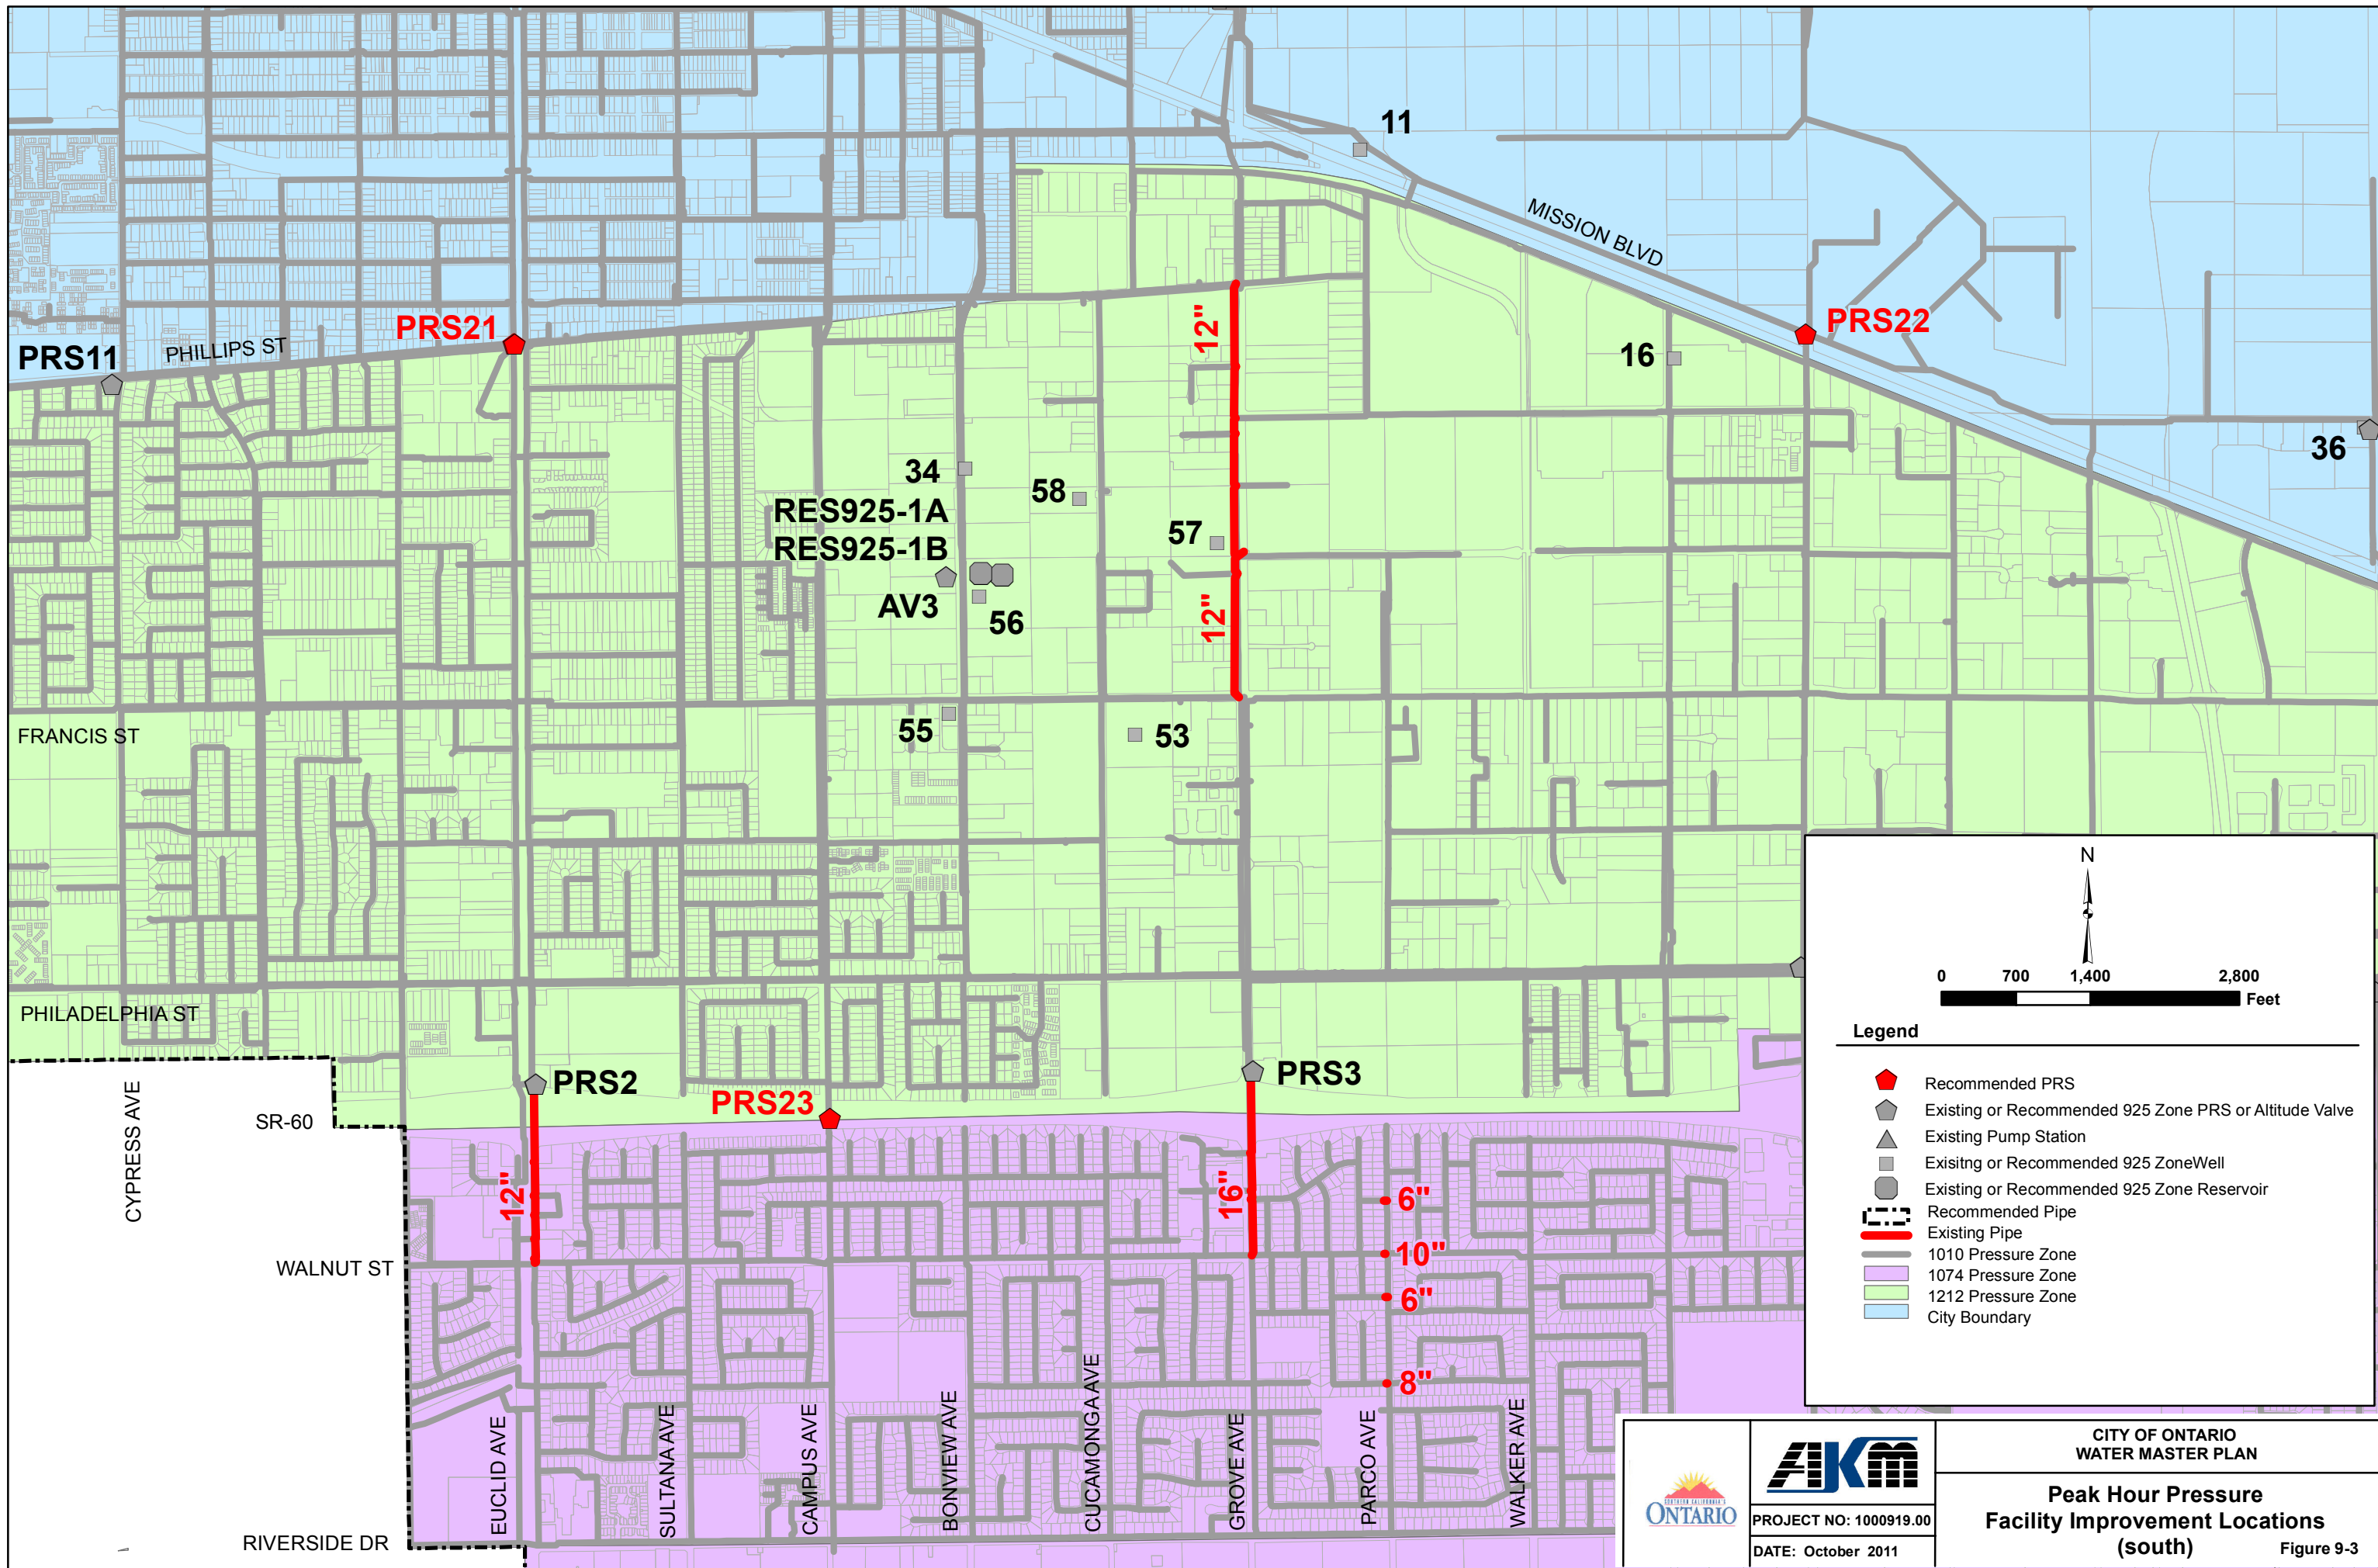 11
MISSION BLVD
12"
PRS21
PRS22
PHILLIPS ST
PRS11
16
36
34
58
RES925-1A
57
RES925-1B
AV3
56
12"
FRANCIS ST
55
53
PHILADELPHIA ST
PRS2
PRS3
PRS23
SR-60
CYPRESS AVE
12"
16"
6"
10"
WALNUT ST
6"
8"
EUCLID AVE
SULTANA AVE
CAMPUS AVE
BONVIEW AVE
CUCAMONGA AVE
GROVE AVE
PARCO AVE
WALKER AVE
RIVERSIDE DR
N
0 700 1,400 2,800
Feet
Legend
Recommended PRS
Existing or Recommended 925 Zone PRS or Altitude Valve
Existing Pump Station
Exisitng or Recommended 925 ZoneWell
Existing or Recommended 925 Zone Reservoir
Recommended Pipe
Existing Pipe
1010 Pressure Zone
1074 Pressure Zone
1212 Pressure Zone
City Boundary
SOUTHERN CALIFORNIA'S
ONTARIO
AKM
PROJECT NO: 1000919.00
DATE: October 2011
CITY OF ONTARIO
WATER MASTER PLAN
Peak Hour Pressure
Facility Improvement Locations
(south)
Figure 9-3